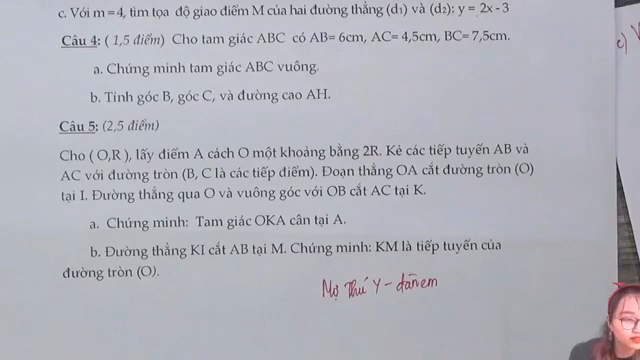 c. Với m = 4, tìm tọa độ giao điểm M của hai đường thẳng (d₁) và (d₂): y = 2x - 3
Câu 4: ( 1,5 điểm) Cho tam giác ABC có AB= 6cm, AC= 4,5cm, BC= 7,5cm.
a. Chứng minh tam giác ABC vuông.
b. Tính góc B, góc C, và đường cao AH.
Câu 5: (2,5 điểm)
Cho ( O,R ), lấy điểm A cách O một khoảng bằng 2R. Kẻ các tiếp tuyến AB và
AC với đường tròn (B, C là các tiếp điểm). Đoạn thẳng OA cắt đường tròn (O)
tại I. Đường thẳng qua O và vuông góc với OB cắt AC tại K.
a. Chứng minh: Tam giác OKA cân tại A.
b. Đường thẳng KI cắt AB tại M. Chứng minh: KM là tiếp tuyến của
đường tròn (O).
Mợ Thứ Y -
c)